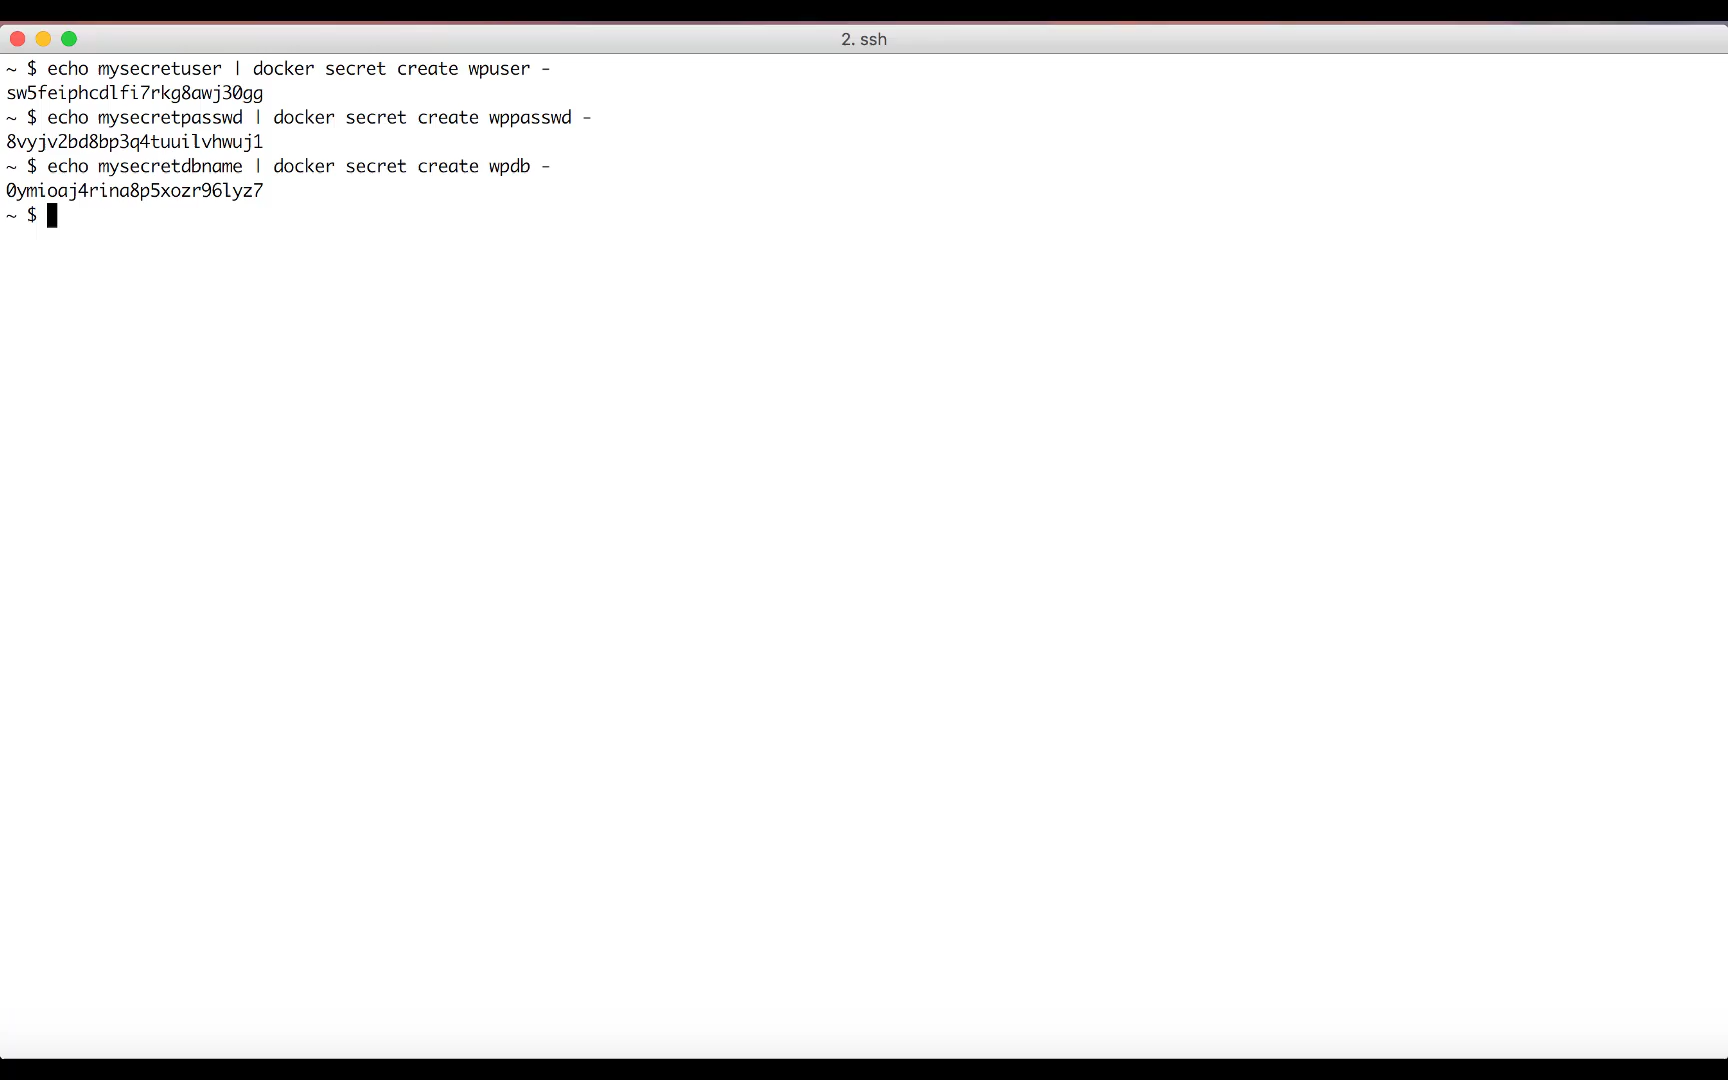 2. ssh
~ $ echo mysecretuser | docker secret create wpuser -
sw5feiphcdlfi7rkg8awj30gg
~ $ echo mysecretpasswd | docker secret create wppasswd -
8vyjv2bd8bp3q4tuuilvhwuj1
~ $ echo mysecretdbname | docker secret create wpdb -
0ymioaj4rina8p5xozr96lyz7
~ $